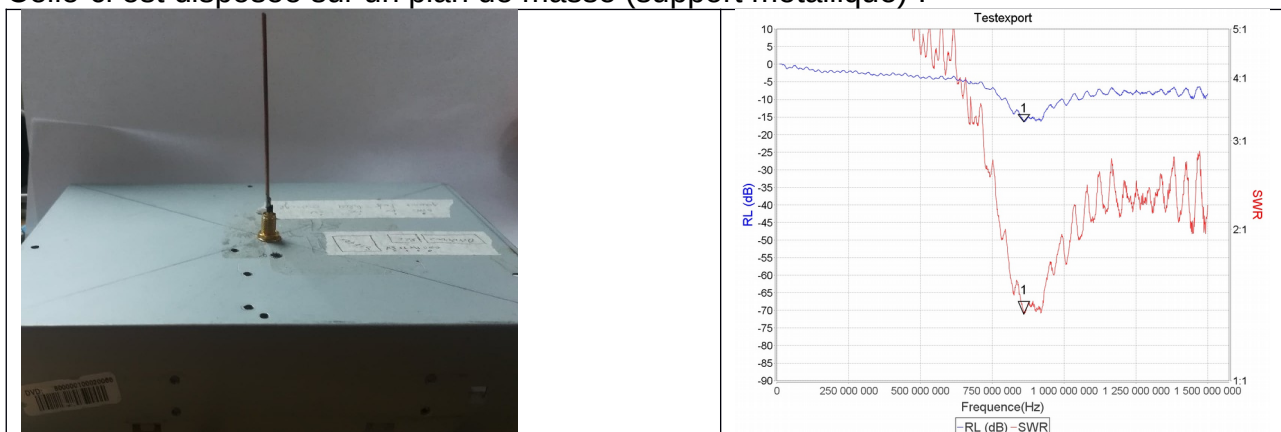 Celle-ci est disposée sur un plan de masse (support métallique) :
Testexport
10
5
0
-5
-10
-15
-20
-25
-30
-35
-40
-45
-50
-55
-60
-65
-70
-75
-80
-85
-90
RL (dB)
1
1
5:1
4:1
3:1
2:1
1:1
SWR
0
250 000 000
500 000 000
750 000 000
1 000 000 000
1 250 000 000
1 500 000 000
Frequence(Hz)
RL (dB)
SWR
DVD